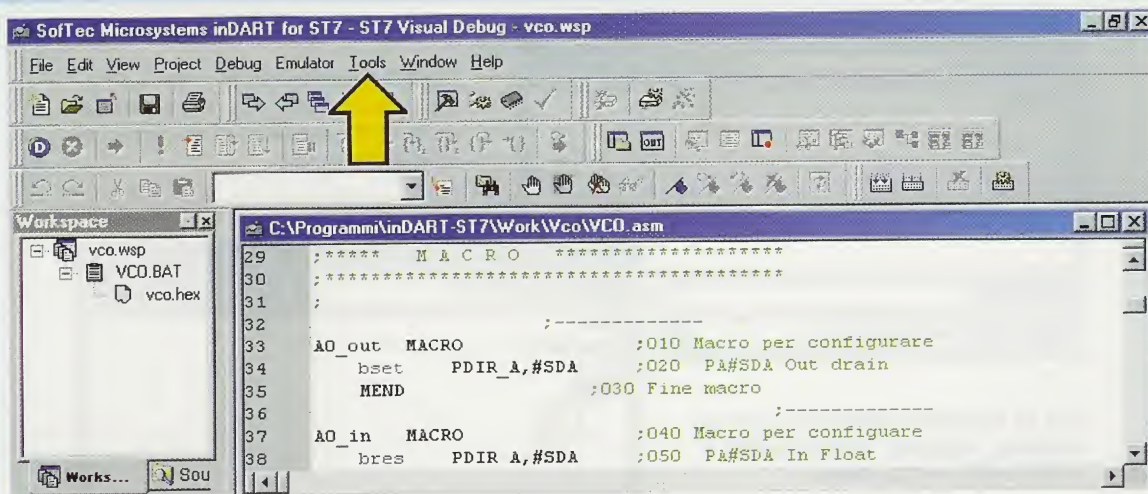 SofTec Microsystems inDART for ST7 - ST7 Visual Debug - vco.wsp
File Edit View Project Debug Emulator Tools Window Help
OUT
Workspace
vco.wsp
VCO.BAT
vco.hex
Works... Sou
C:\Programmi\inDART-ST7\Work\Vco\VCO.asm
29 ;***** M A C R O ********************
30 ;****************************************
31 ;
32 ;-------------
33 A0_out MACRO ;010 Macro per configurare
34 bset PDIR_A,#SDA ;020 PA#SDA Out drain
35 MEND ;030 Fine macro
36 ;-------------
37 A0_in MACRO ;040 Macro per configuare
38 bres PDIR_A,#SDA ;050 PA#SDA In Float